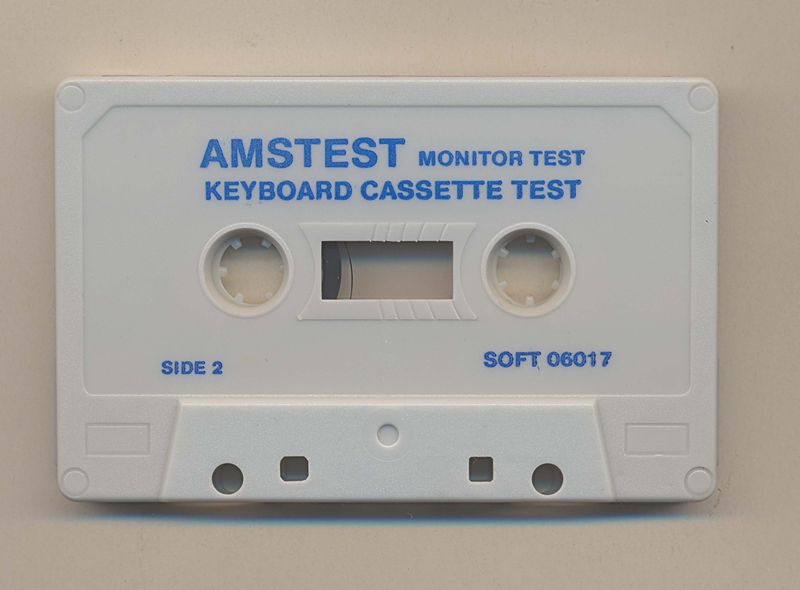 AMSTEST MONITOR TEST
KEYBOARD CASSETTE TEST
SIDE 2
SOFT 06017